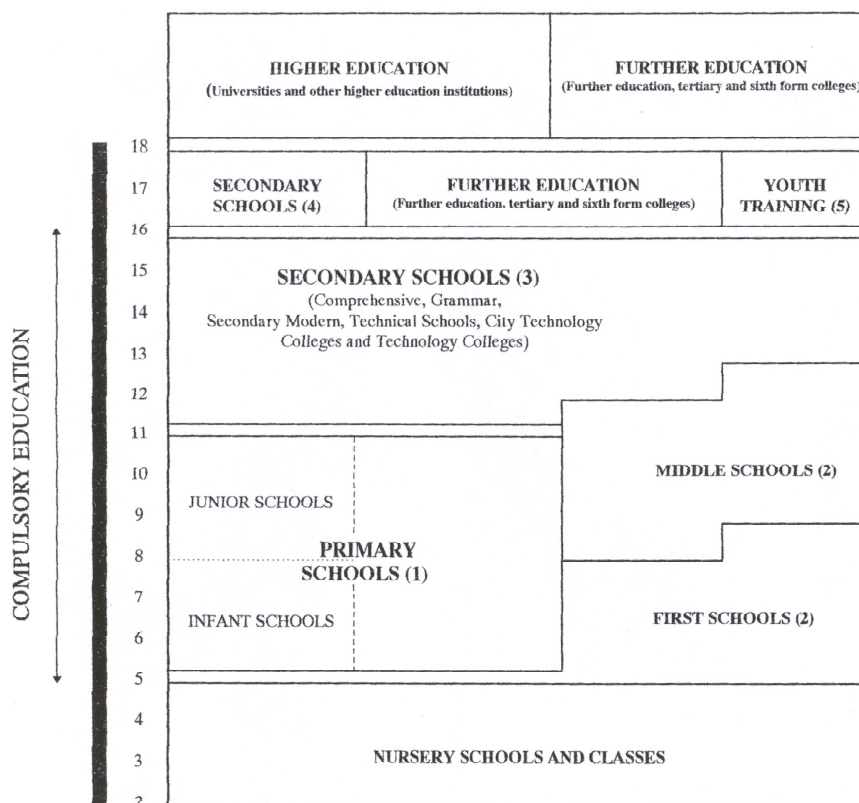 HIGHER EDUCATION
(Universities and other higher education institutions)
FURTHER EDUCATION
(Further education, tertiary and sixth form colleges)
18
17
16
SECONDARY
SCHOOLS (4)
FURTHER EDUCATION
(Further education. tertiary and sixth form colleges)
YOUTH
TRAINING (5)
15
14
13
12
11
SECONDARY SCHOOLS (3)
(Comprehensive, Grammar,
Secondary Modern, Technical Schools, City Technology
Colleges and Technology Colleges)
COMPULSORY EDUCATION
10
9
8
7
6
5
JUNIOR SCHOOLS
PRIMARY
SCHOOLS (1)
INFANT SCHOOLS
MIDDLE SCHOOLS (2)
FIRST SCHOOLS (2)
4
3
NURSERY SCHOOLS AND CLASSES
2